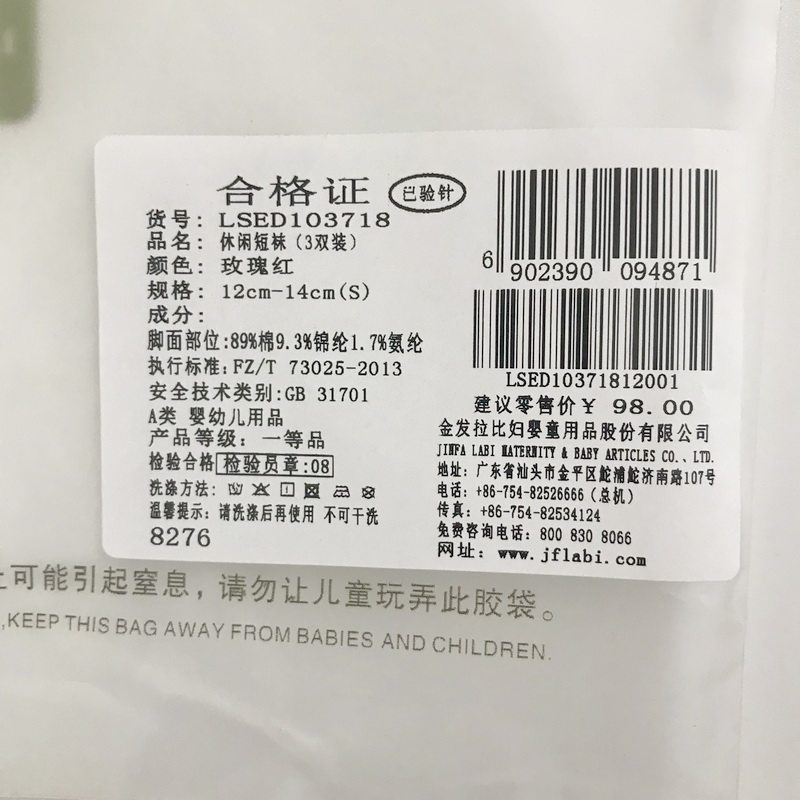 合格证 已验针
货号: LSED103718
品名: 休闲短袜(3双装)
颜色: 玫瑰红
规格: 12cm-14cm(S)
成分:
脚面部位:89%棉9.3%锦纶1.7%氨纶
执行标准:FZ/T 73025-2013
安全技术类别:GB 31701
A类 婴幼儿用品
产品等级: 一等品
检验合格 检验员章:08
洗涤方法:
温馨提示: 请洗涤后再使用 不可干洗
8276
6 902390 094871
LSED10371812001
建议零售价¥ 98.00
金发拉比妇婴童用品股份有限公司
JINFA LABI MATERNITY & BABY ARTICLES CO., LTD.
地址: 广东省汕头市金平区鮀浦鮀济南路107号
电话: +86-754-82526666(总机)
传真: +86-754-82534124
免费咨询电话: 800 830 8066
网址: www.jflabi.com
可能引起窒息，请勿让儿童玩弄此胶袋。
,KEEP THIS BAG AWAY FROM BABIES AND CHILDREN.